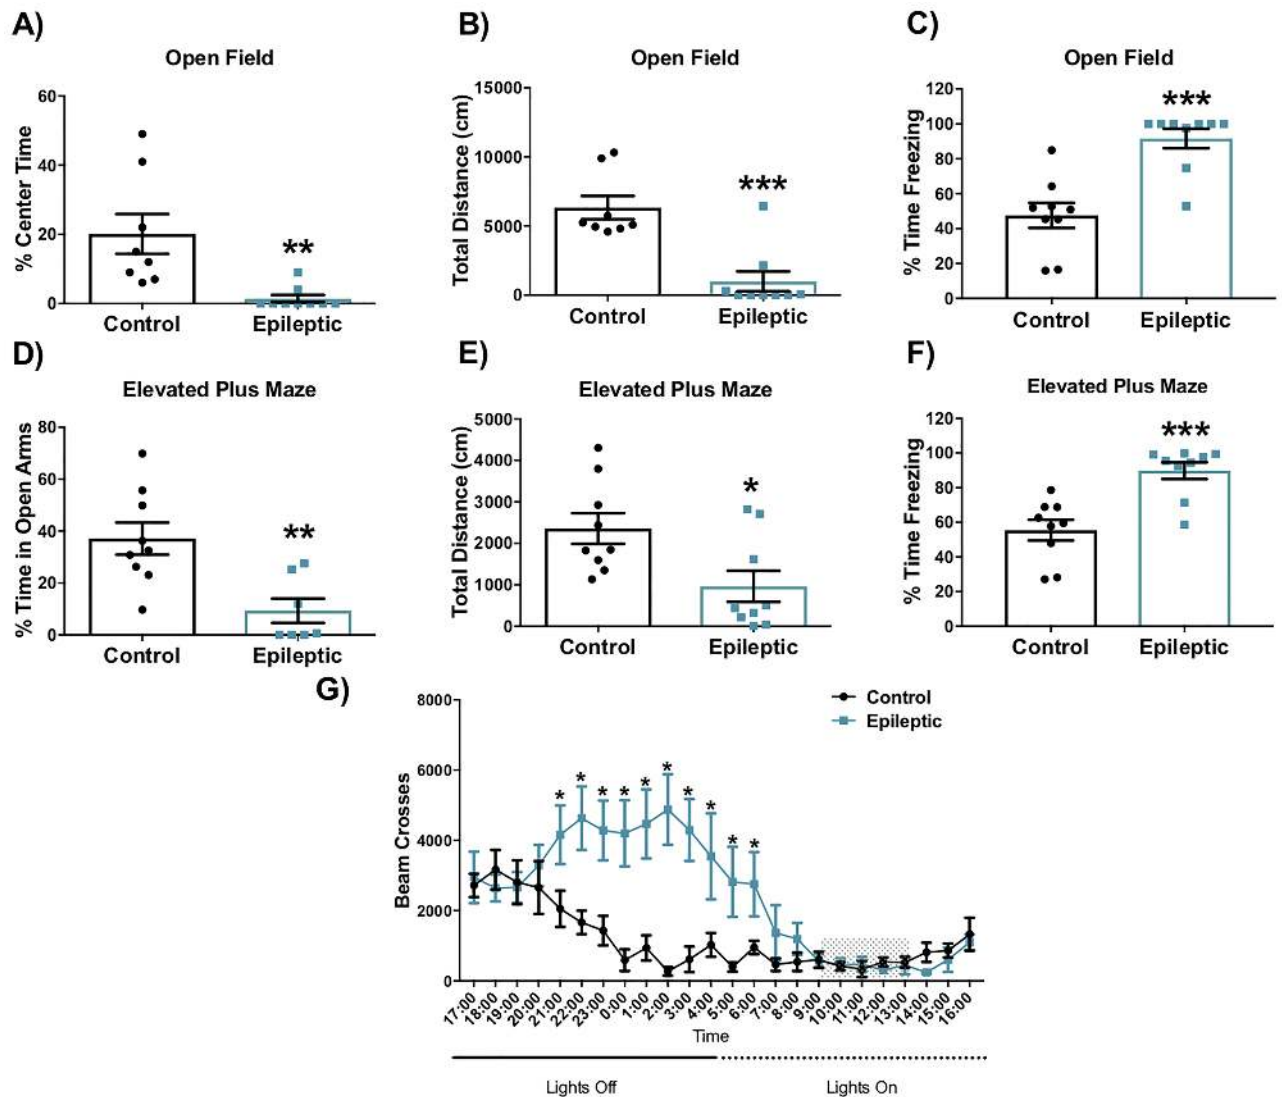 A)
Open Field
% Center Time
60
40
20
0
**
Control
Epileptic
B)
Open Field
Total Distance (cm)
15000
10000
5000
0
***
Control
Epileptic
C)
Open Field
% Time Freezing
120
100
80
60
40
20
0
***
Control
Epileptic
D)
Elevated Plus Maze
% Time in Open Arms
80
60
40
20
0
**
Control
Epileptic
E)
Elevated Plus Maze
Total Distance (cm)
5000
4000
3000
2000
1000
0
*
Control
Epileptic
F)
Elevated Plus Maze
% Time Freezing
120
100
80
60
40
20
0
***
Control
Epileptic
G)
Control
Epileptic
Beam Crosses
8000
6000
4000
2000
0
* * * * * * * * * *
17:00 18:00 19:00 20:00 21:00 22:00 23:00 0:00 1:00 2:00 3:00 4:00 5:00 6:00 7:00 8:00 9:00 10:00 11:00 12:00 13:00 14:00 15:00 16:00
Time
Lights Off
Lights On